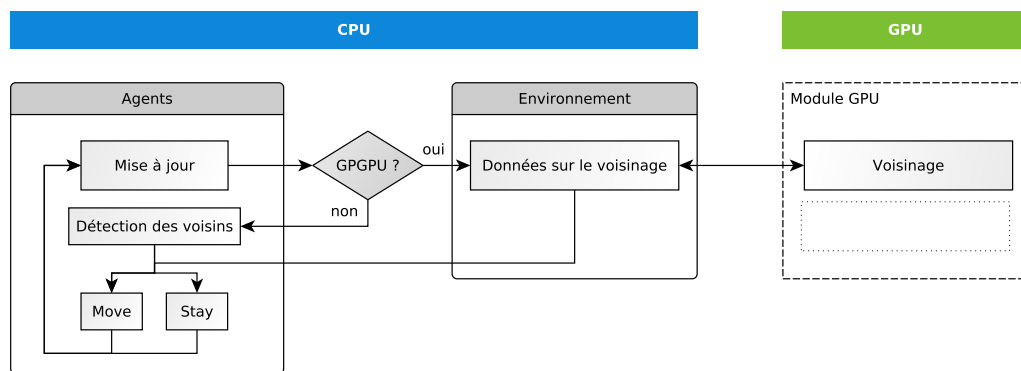 CPU
GPU
Agents
Environnement
Module GPU
Mise à jour
GPGPU ?
oui
Données sur le voisinage
Voisinage
non
Détection des voisins
Move
Stay